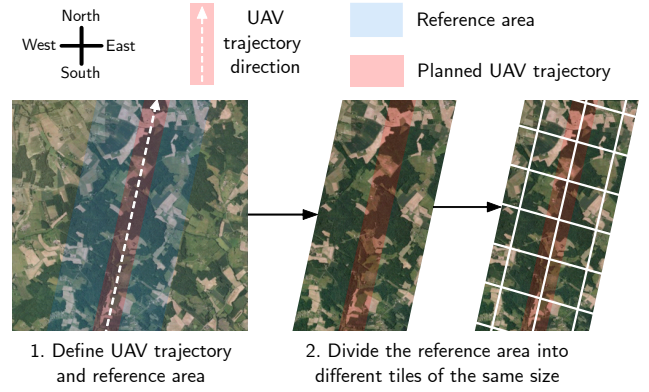 North
West East
South
UAV
trajectory
direction
Reference area
Planned UAV trajectory
1. Define UAV trajectory
and reference area
2. Divide the reference area into
different tiles of the same size